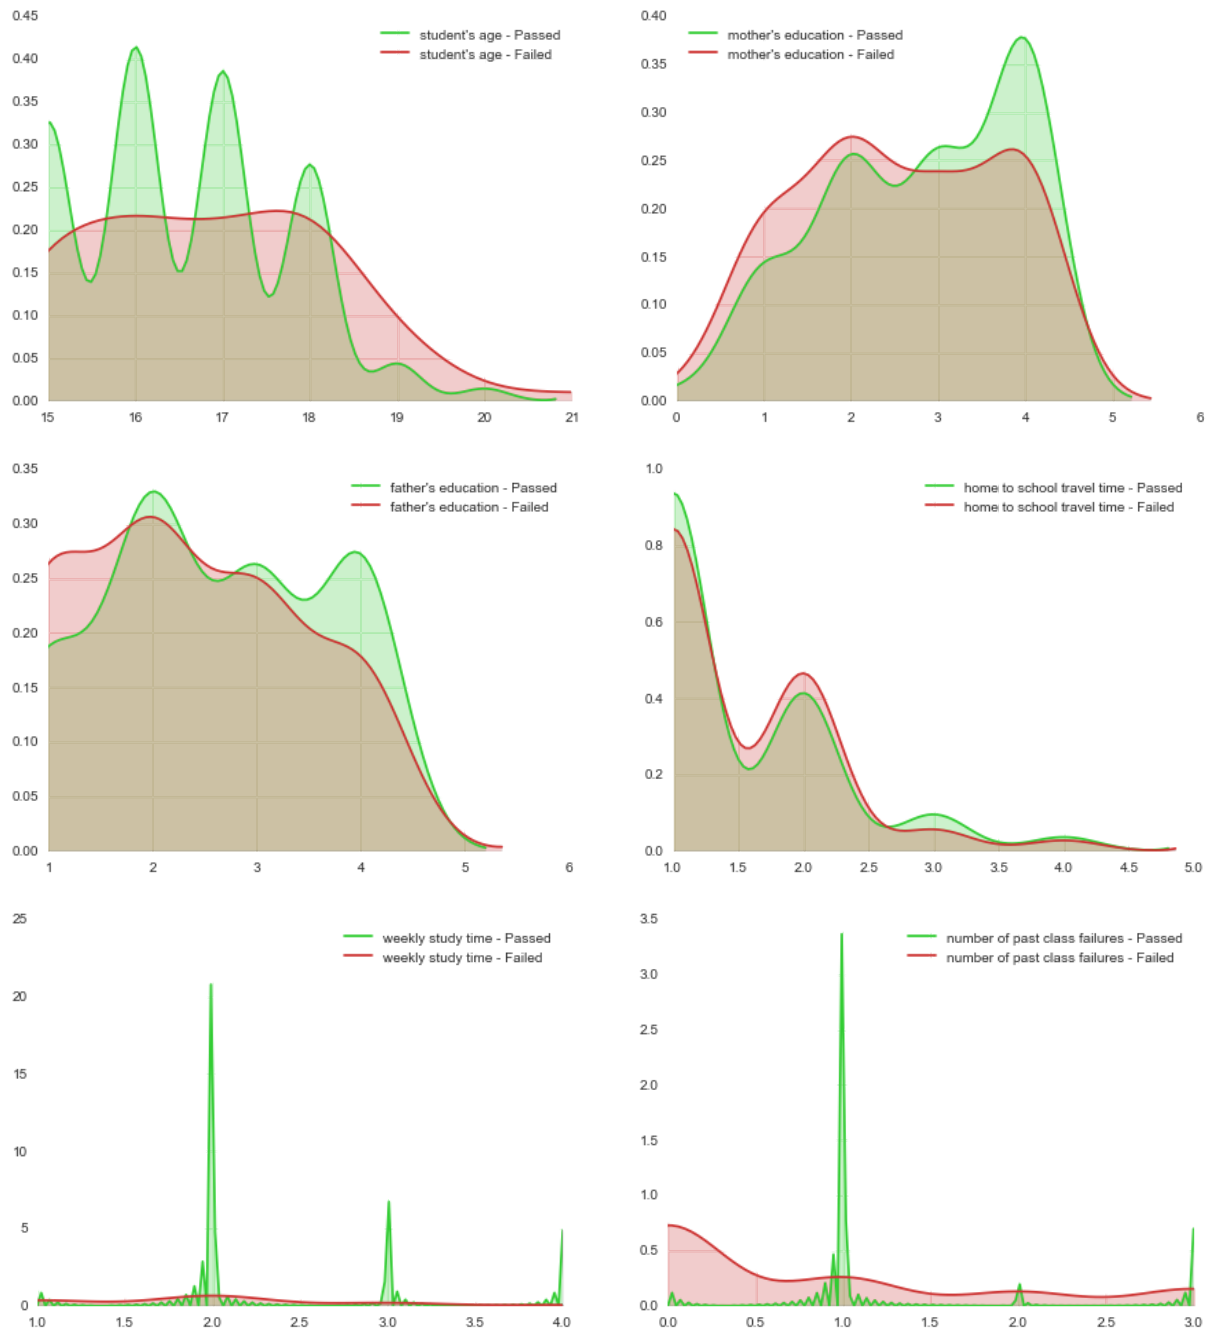 0.45
0.40
0.35
0.30
0.25
0.20
0.15
0.10
0.05
0.00
15 16 17 18 19 20 21
student's age - Passed
student's age - Failed
0.40
0.35
0.30
0.25
0.20
0.15
0.10
0.05
0.00
0 1 2 3 4 5 6
mother's education - Passed
mother's education - Failed
0.35
0.30
0.25
0.20
0.15
0.10
0.05
0.00
1 2 3 4 5 6
father's education - Passed
father's education - Failed
1.0
0.8
0.6
0.4
0.2
0.0
1.0 1.5 2.0 2.5 3.0 3.5 4.0 4.5 5.0
home to school travel time - Passed
home to school travel time - Failed
25
20
15
10
5
0
1.0 1.5 2.0 2.5 3.0 3.5 4.0
weekly study time - Passed
weekly study time - Failed
3.5
3.0
2.5
2.0
1.5
1.0
0.5
0.0
0.0 0.5 1.0 1.5 2.0 2.5 3.0
number of past class failures - Passed
number of past class failures - Failed